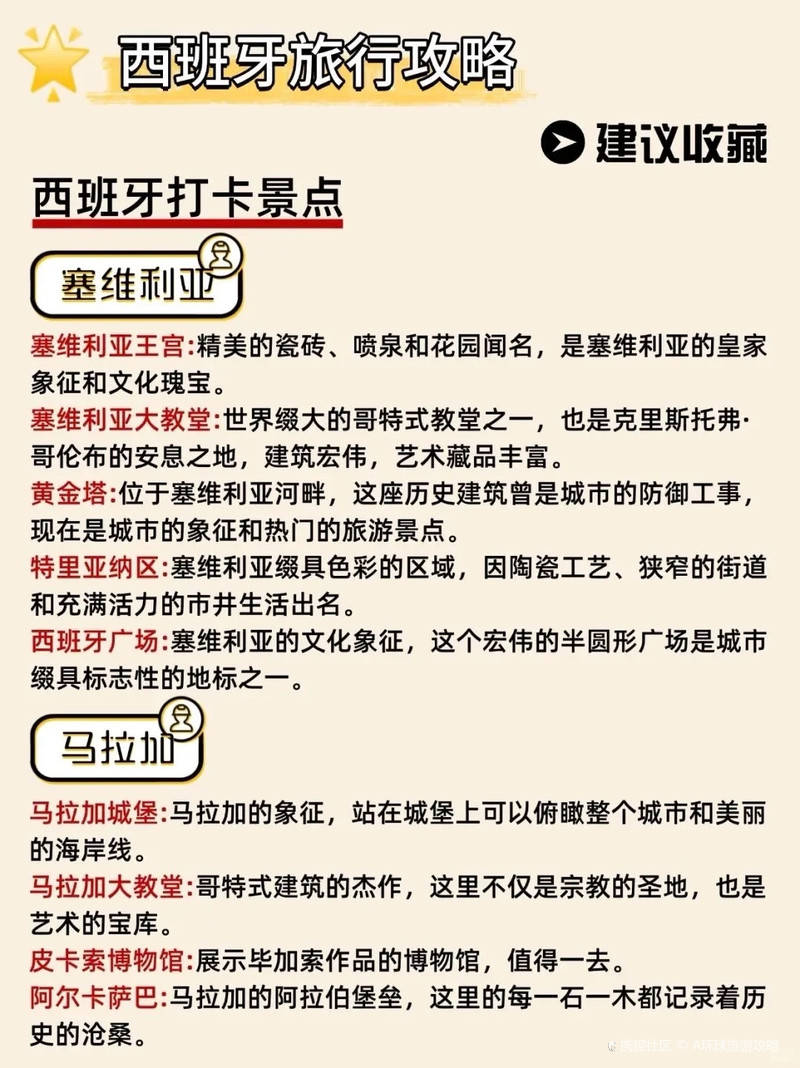 西班牙旅行攻略
建议收藏
西班牙打卡景点
塞维利亚
塞维利亚王宫:精美的瓷砖、喷泉和花园闻名，是塞维利亚的皇家
象征和文化瑰宝。
塞维利亚大教堂:世界缀大的哥特式教堂之一，也是克里斯托弗·
哥伦布的安息之地，建筑宏伟，艺术藏品丰富。
黄金塔:位于塞维利亚河畔，这座历史建筑曾是城市的防御工事，
现在是城市的象征和热门的旅游景点。
特里亚纳区:塞维利亚缀具色彩的区域，因陶瓷工艺、狭窄的街道
和充满活力的市井生活出名。
西班牙广场:塞维利亚的文化象征，这个宏伟的半圆形广场是城市
缀具标志性的地标之一。
马拉加
马拉加城堡:马拉加的象征，站在城堡上可以俯瞰整个城市和美丽
的海岸线。
马拉加大教堂:哥特式建筑的杰作，这里不仅是宗教的圣地，也是
艺术的宝库。
皮卡索博物馆:展示毕加索作品的博物馆，值得一去。
阿尔卡萨巴:马拉加的阿拉伯堡垒，这里的每一石一木都记录着历
史的沧桑。
携程社区 © A环球旅游攻略